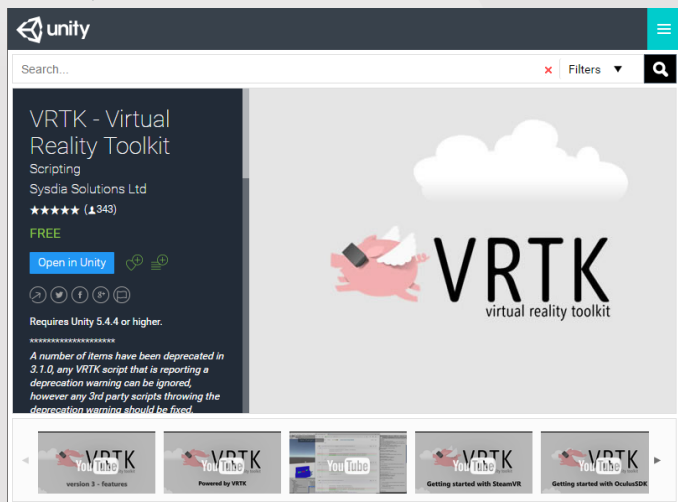 unity
Search...
× Filters ▼
VRTK - Virtual
Reality Toolkit
Scripting
Sysdia Solutions Ltd
★★★★★ (343)
FREE
Open in Unity
Requires Unity 5.4.4 or higher.
********************
A number of items have been deprecated in
3.1.0, any VRTK script that is reporting a
deprecation warning can be ignored,
however any 3rd party scripts throwing the
deprecation warning should be fixed.
VRTK
virtual reality toolkit
VRTK
YouTube
version 3 - features
VRTK
YouTube
Powered by VRTK
YouTube
VRTK
YouTube
Getting started with SteamVR
VRTK
YouTube
Getting started with OculusSDK